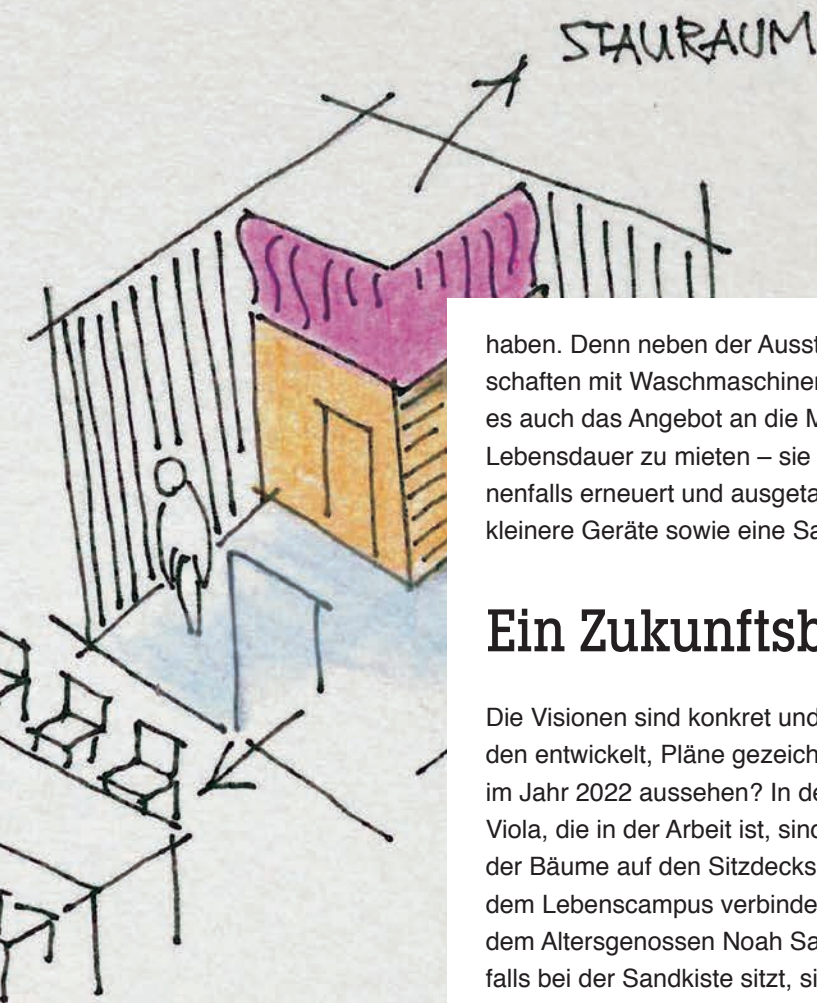 STAURAUM
haben. Denn neben der Ausst
schaften mit Waschmaschinen
es auch das Angebot an die M
Lebensdauer zu mieten – sie
nenfalls erneuert und ausgeta
kleinere Geräte sowie eine Sa
Ein Zukunftsb
Die Visionen sind konkret und
den entwickelt, Pläne gezeich
im Jahr 2022 aussehen? In de
Viola, die in der Arbeit ist, sind
der Bäume auf den Sitzdecks
dem Lebenscampus verbinde
dem Altersgenossen Noah Sa
falls bei der Sandkiste sitzt, si